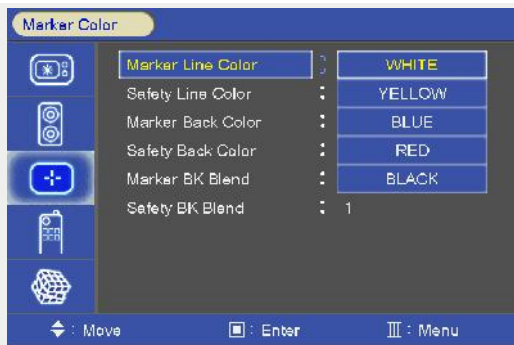 Marker Color
Marker Line Color : WHITE
Safety Line Color : YELLOW
Marker Back Color : BLUE
Safety Back Color : RED
Marker BK Blend : BLACK
Safety BK Blend : 1
: Move : Enter : Menu